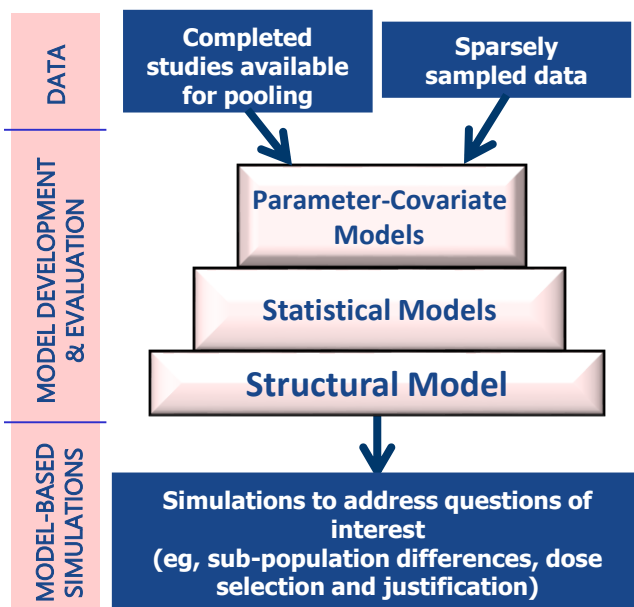 DATA
Completed
studies available
for pooling
Sparsely
sampled data
MODEL DEVELOPMENT
& EVALUATION
Parameter-Covariate
Models
Statistical Models
Structural Model
MODEL-BASED
SIMULATIONS
Simulations to address questions of
interest
(eg, sub-population differences, dose
selection and justification)